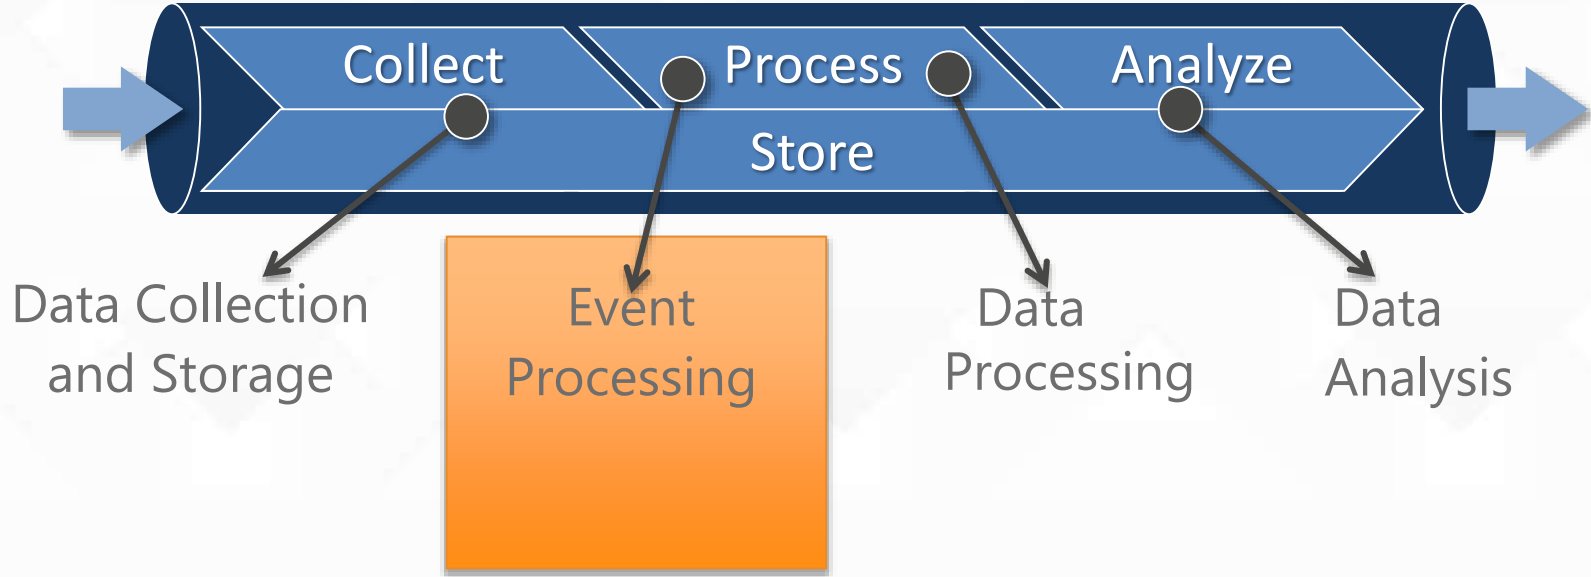 Collect
Process
Analyze
Store
Data Collection
and Storage
Event
Processing
Data
Processing
Data
Analysis